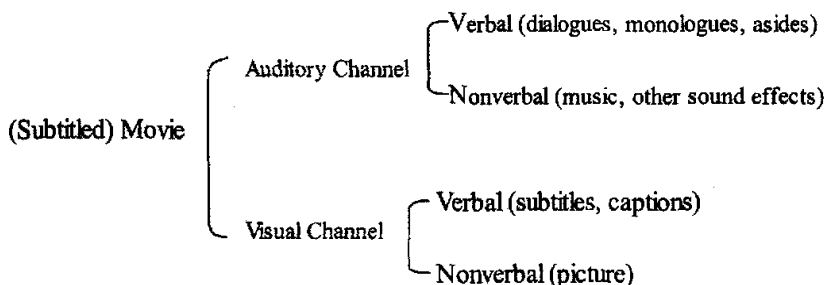 Verbal (dialogues, monologues, asides)
Auditory Channel
Nonverbal (music, other sound effects)
(Subtitled) Movie
Verbal (subtitles, captions)
Visual Channel
Nonverbal (picture)